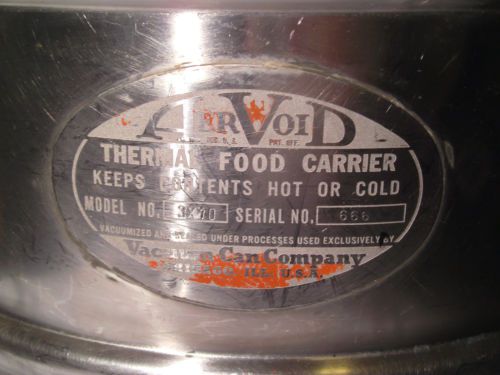 AERVOID
REG. U. S. PAT. OFF.
THERMAL FOOD CARRIER
KEEPS CONTENTS HOT OR COLD
MODEL NO. 3X70 SERIAL NO. 666
VACUUMIZED AND SEALED UNDER PROCESSES USED EXCLUSIVELY BY
Vacuum Can Company
CHICAGO, ILL. U.S.A.